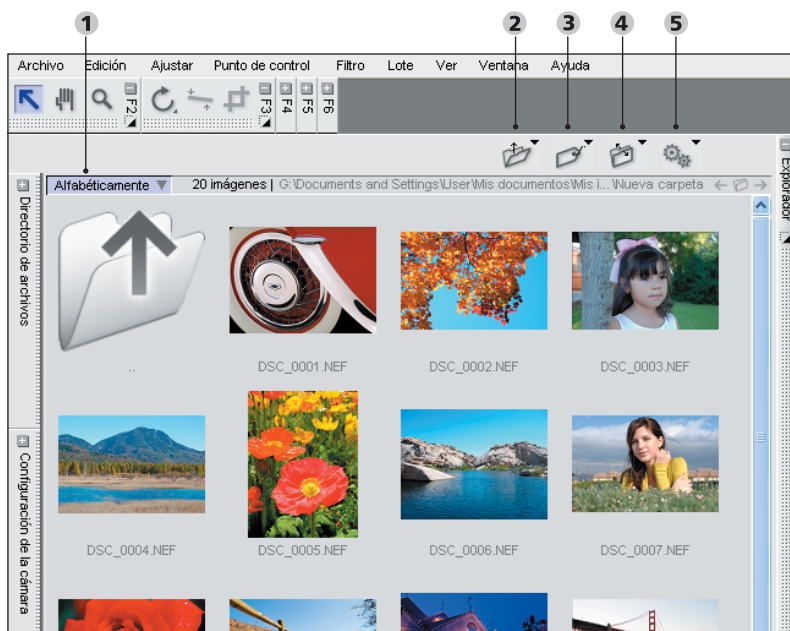 1 2 3 4 5
Archivo Edición Ajustar Punto de control Filtro Lote Ver Ventana Ayuda
F2 F3 F4 F5 F6
Explorador
Alfabéticamente 20 imágenes | G:\Documents and Settings\User\Mis documentos\Mis i... \Nueva carpeta
Directorio de archivos
.. DSC_0001.NEF DSC_0002.NEF DSC_0003.NEF
Configuración de la cámara
DSC_0004.NEF DSC_0005.NEF DSC_0006.NEF DSC_0007.NEF